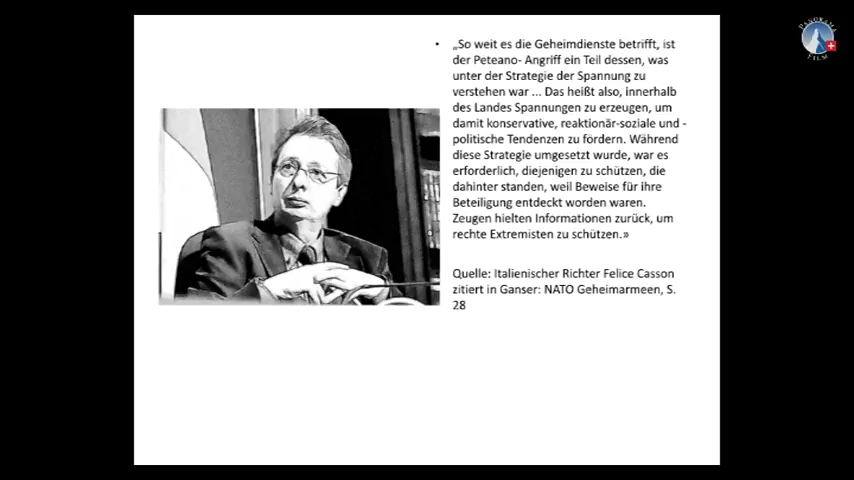 PANORAMA
FILM
• „So weit es die Geheimdienste betrifft, ist
der Peteano- Angriff ein Teil dessen, was
unter der Strategie der Spannung zu
verstehen war ... Das heißt also, innerhalb
des Landes Spannungen zu erzeugen, um
damit konservative, reaktionär-soziale und -
politische Tendenzen zu fördern. Während
diese Strategie umgesetzt wurde, war es
erforderlich, diejenigen zu schützen, die
dahinter standen, weil Beweise für ihre
Beteiligung entdeckt worden waren.
Zeugen hielten Informationen zurück, um
rechte Extremisten zu schützen.»
Quelle: Italienischer Richter Felice Casson
zitiert in Ganser: NATO Geheimarmeen, S.
28